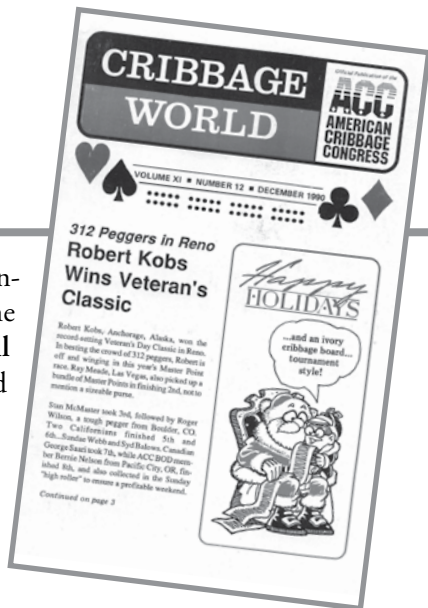 CRIBBAGE
WORLD
Official Publication of the
ACC
AMERICAN
CRIBBAGE
CONGRESS
VOLUME XI ■ NUMBER 12 ■ DECEMBER 1990
312 Peggers in Reno
Robert Kobs
Wins Veteran's
Classic
Robert Kobs, Anchorage, Alaska, won the
record-setting Veteran's Day Classic in Reno.
In beating the crowd of 312 peggers, Robert is
off and winging in this year's Master Point
race. Ray Meade, Las Vegas, also picked up a
bundle of Master Points in finishing 2nd, not to
mention a sizeable purse.
Stan McMaster took 3rd, followed by Roger
Wilson, a tough pegger from Boulder, CO.
Two Californians finished 5th and
6th...Sundae Webb and Syd Balows. Canadian
George Saari took 7th, while ACC BOD mem-
ber Bernie Nelson from Pacific City, OR, fin-
ished 8th, and also collected in the Sunday
"high roller" to ensure a profitable weekend.
Continued on page 3
Happy
HOLIDAYS
...and an ivory
cribbage board...
tournament
style!
n-
ne
ll
d